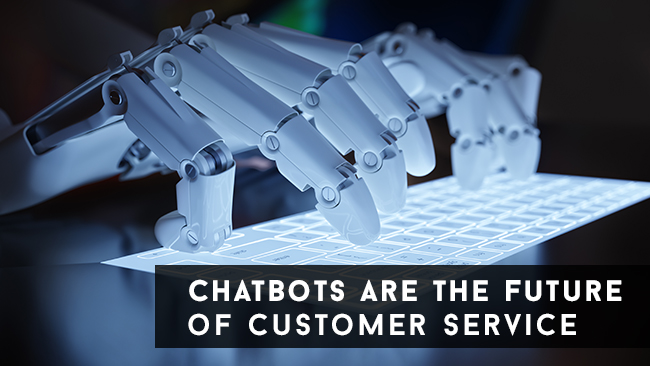 CHATBOTS ARE THE FUTURE
OF CUSTOMER SERVICE